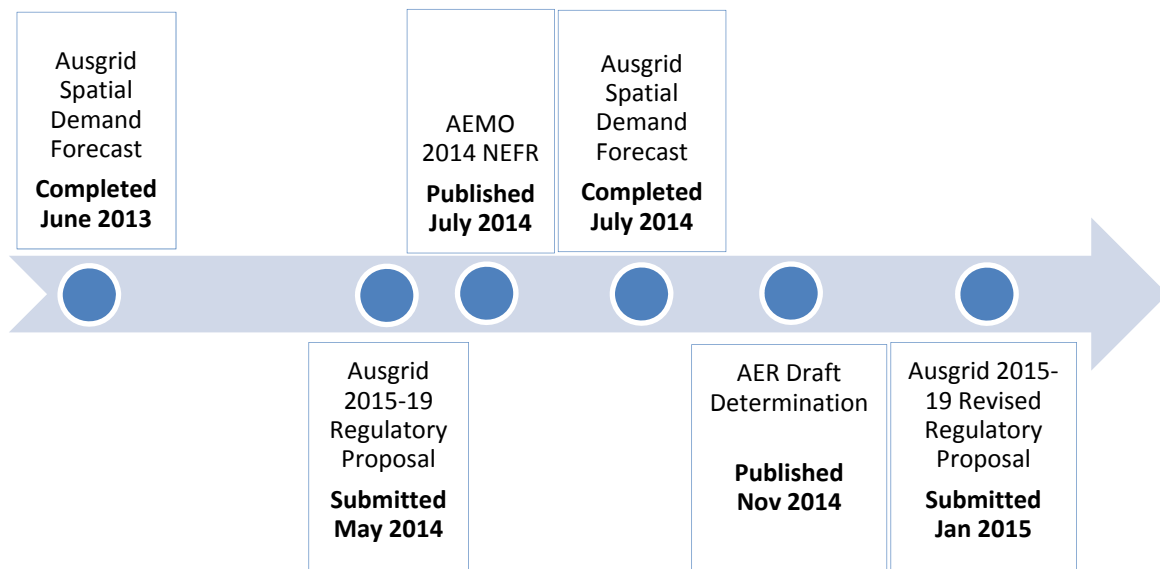 Ausgrid
Spatial
Demand
Forecast
Completed
June 2013
AEMO
2014 NEFR
Published
July 2014
Ausgrid
Spatial
Demand
Forecast
Completed
July 2014
Ausgrid
2015-19
Regulatory
Proposal
Submitted
May 2014
AER Draft
Determination
Published
Nov 2014
Ausgrid 2015-
19 Revised
Regulatory
Proposal
Submitted
Jan 2015